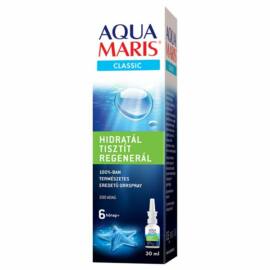 AQUA
MARIS®
CLASSIC
HIDRATÁL
TISZTÍT
REGENERÁL
100%-BAN
TERMÉSZETES
EREDETŰ ORRSPRAY
6 hónap+
30 ml